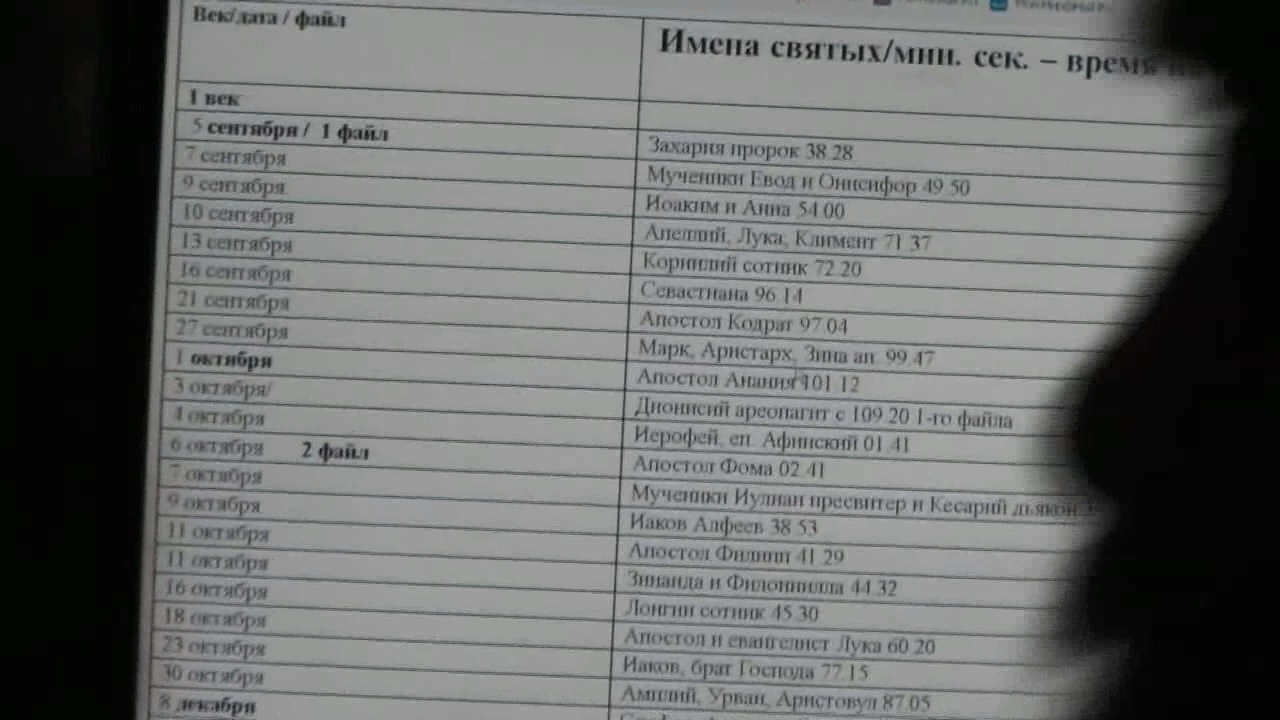 Век/дата / файл
Имена святых/мин. сек. – время
1 век
5 сентября / 1 файл
Захария пророк 38.28
7 сентября
Мученики Евод и Онисифор 49.50
9 сентября
Иоаким и Анна 54.00
10 сентября
Апеллий, Лука, Климент 71.37
13 сентября
Корнилий сотник 72.20
16 сентября
Севастиана 96.14
21 сентября
Апостол Кодрат 97.04
27 сентября
Марк, Аристарх, Зина ап. 99.47
1 октября
Апостол Анания 101.12
3 октября/
Дионисий ареопагит с 109.20 1-го файла
4 октября
Иерофей, еп. Афинский 01.41
6 октября 2 файл
Апостол Фома 02.41
7 октября
Мученики Иулиан пресвитер и Кесарий дьякон
9 октября
Иаков Алфеев 38.53
11 октября
Апостол Филипп 41.29
11 октября
Зинаида и Филонилла 44.32
16 октября
Лонгин сотник 45.30
18 октября
Апостол и евангелист Лука 60.20
23 октября
Иаков, брат Господа 77.15
30 октября
Амплий, Урван, Аристовул 87.05
8 декабря